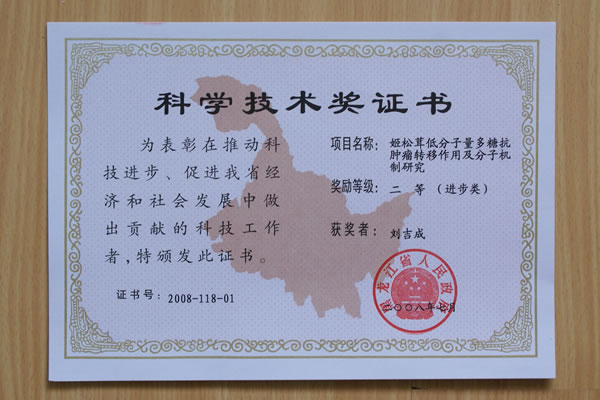 科学技术奖证书
为表彰在推动科
技进步、促进我省经
济和社会发展中做
出贡献的科技工作
者,特颁发此证书。
证书号:2008-118-01
项目名称:姬松茸低分子量多糖抗
肿瘤转移作用及分子机
制研究
奖励等级:二 等 (进步类)
获奖者:刘吉成
黑龙江省人民政府
二〇〇八年七月